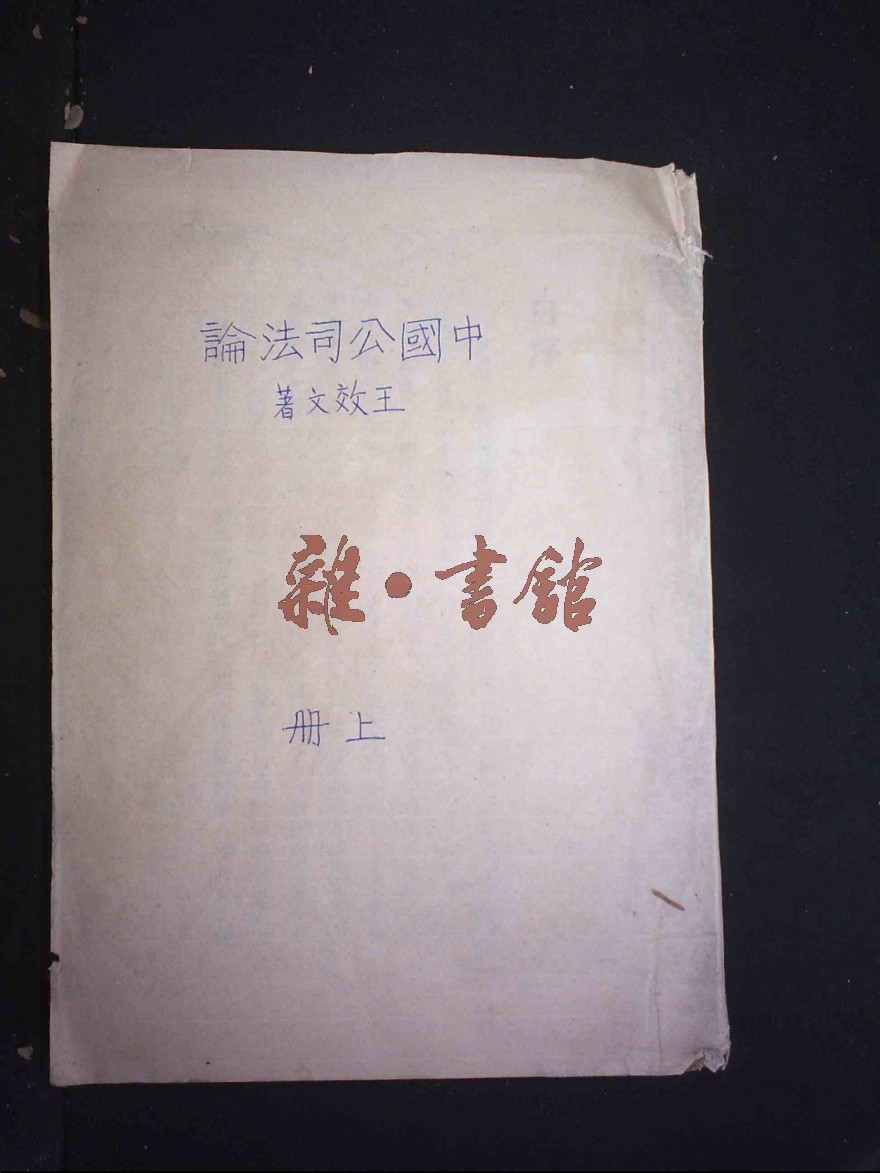 中國公司法論
王效文著
雜•書館
上册